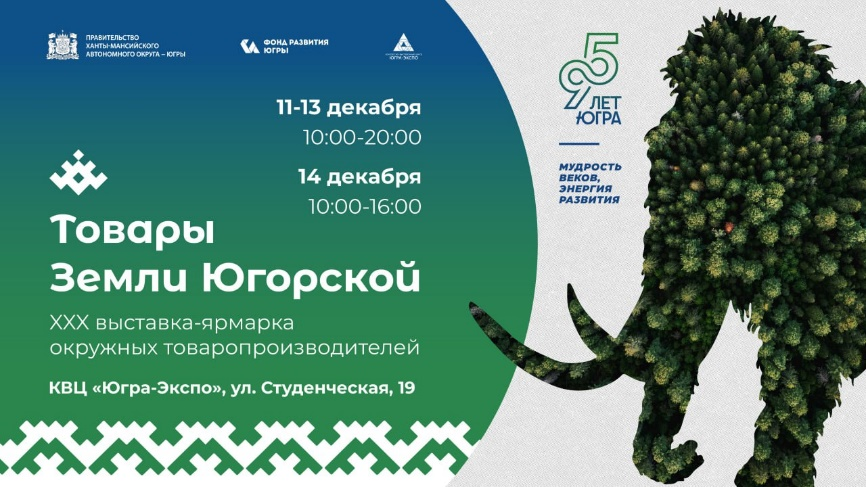 ПРАВИТЕЛЬСТВО
ХАНТЫ-МАНСИЙСКОГО
АВТОНОМНОГО ОКРУГА – ЮГРЫ
ФОНД РАЗВИТИЯ
ЮГРЫ
ЮГРА-ЭКСПО
11-13 декабря
10:00-20:00
14 декабря
10:00-16:00
Товары
Земли Югорской
XXX выставка-ярмарка
окружных товаропроизводителей
КВЦ «Югра-Экспо», ул. Студенческая, 19
95
ЛЕТ
ЮГРА
МУДРОСТЬ
ВЕКОВ,
ЭНЕРГИЯ
РАЗВИТИЯ